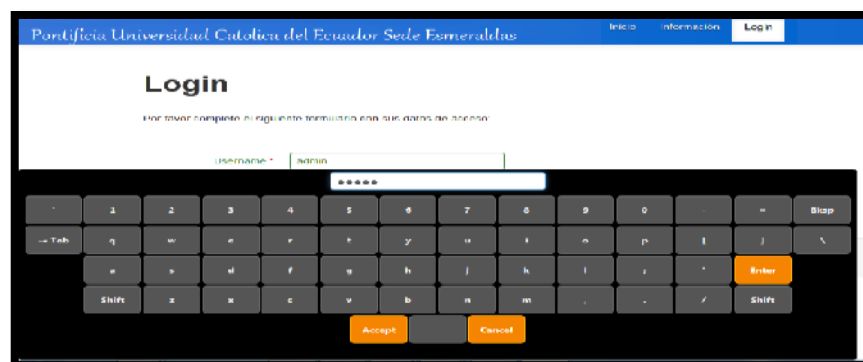 Pontificia Universidad Catolica del Ecuador Sede Esmeraldas Inicio Información Login
Login
Por favor complete el siguiente formulario con sus datos de acceso:
Username * admin
•••••
` 1 2 3 4 5 6 7 8 9 0 - = Bksp
→ Tab q w e r t y u i o p [ ] \
a s d f g h j k l ; ' Enter
Shift z x c v b n m , . / Shift
Accept Cancel